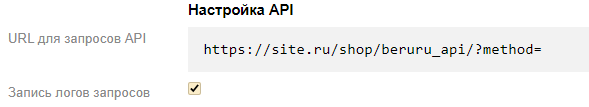 Настройка API
URL для запросов API
https://site.ru/shop/beruru_api/?method=
Запись логов запросов